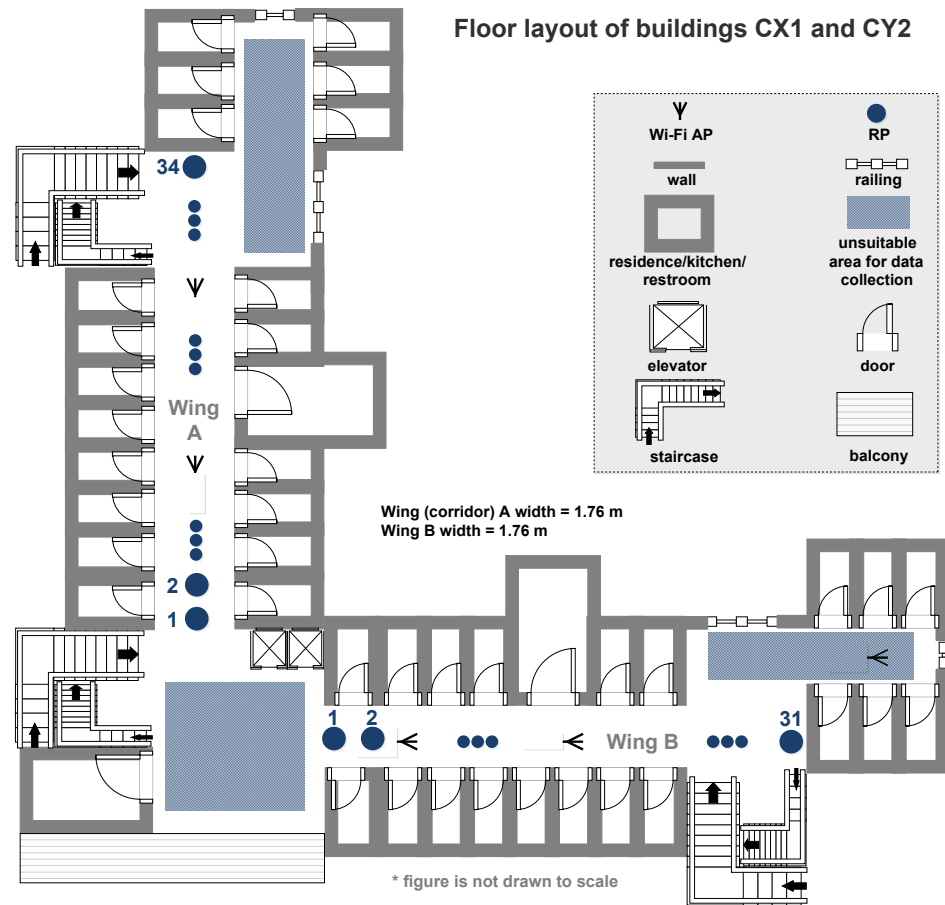 Floor layout of buildings CX1 and CY2
Wi-Fi AP
RP
wall
railing
residence/kitchen/
restroom
unsuitable
area for data
collection
elevator
door
staircase
balcony
34
Wing
A
Wing (corridor) A width = 1.76 m
Wing B width = 1.76 m
2
1
1
2
Wing B
31
* figure is not drawn to scale